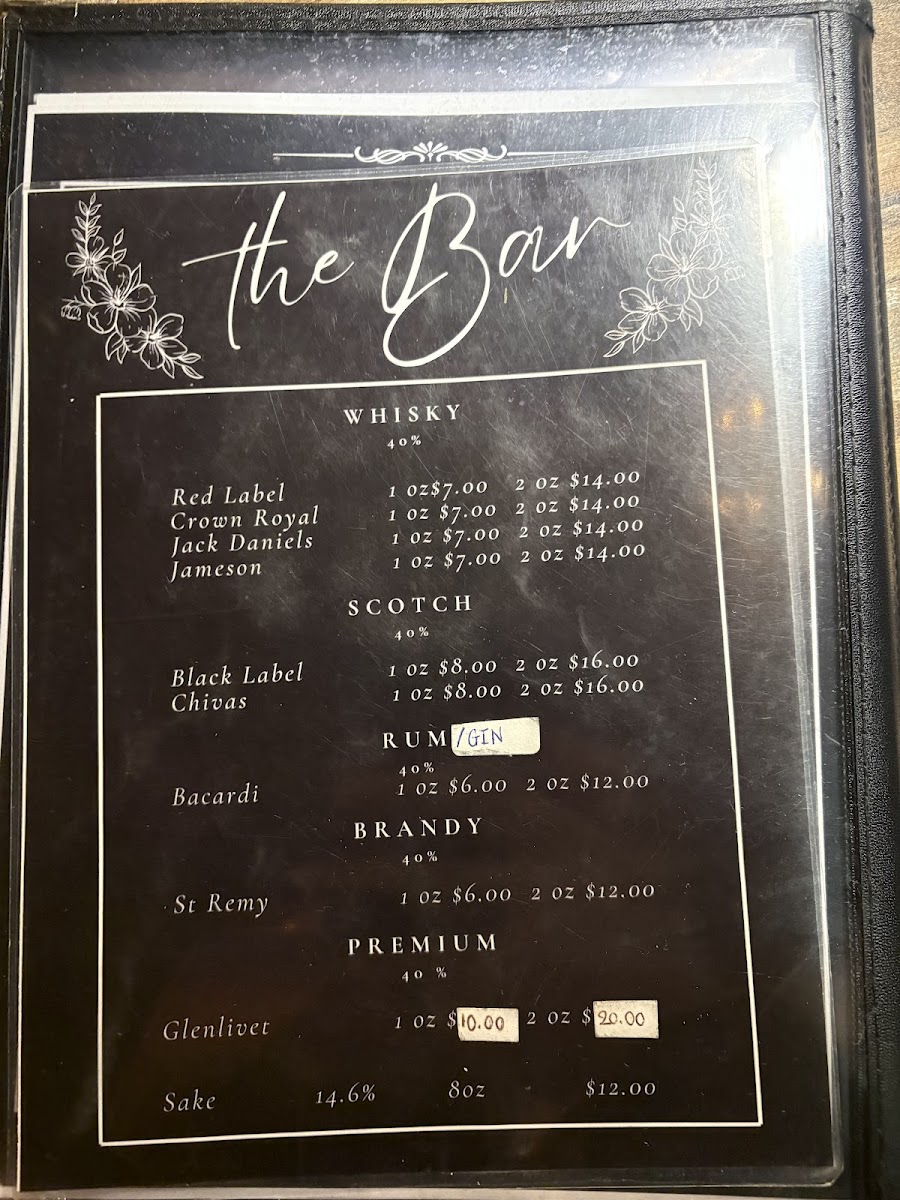 the Bar
WHISKY
40%
Red Label 1 OZ$7.00 2 OZ $14.00
Crown Royal 1 OZ $7.00 2 OZ $14.00
Jack Daniels 1 OZ $7.00 2 OZ $14.00
Jameson 1 OZ $7.00 2 OZ $14.00
SCOTCH
40%
Black Label 1 OZ $8.00 2 OZ $16.00
Chivas 1 OZ $8.00 2 OZ $16.00
RUM/GIN
40%
Bacardi 1 OZ $6.00 2 OZ $12.00
BRANDY
40%
St Remy 1 OZ $6.00 2 OZ $12.00
PREMIUM
40 %
Glenlivet 1 OZ $10.00 2 OZ $20.00
Sake 14.6% 8oz $12.00